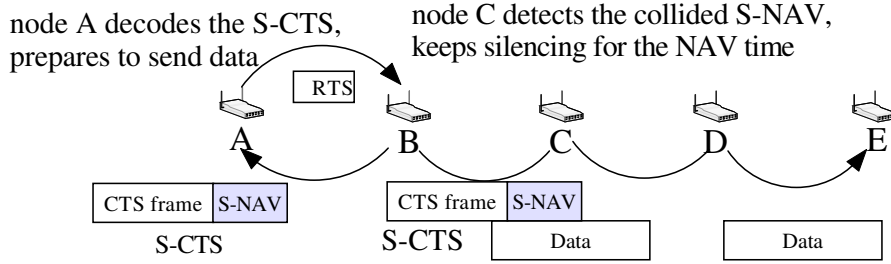 node A decodes the S-CTS,
prepares to send data
node C detects the collided S-NAV,
keeps silencing for the NAV time
RTS
A
B
C
D
E
CTS frame
S-NAV
S-CTS
CTS frame
S-NAV
S-CTS
Data
Data